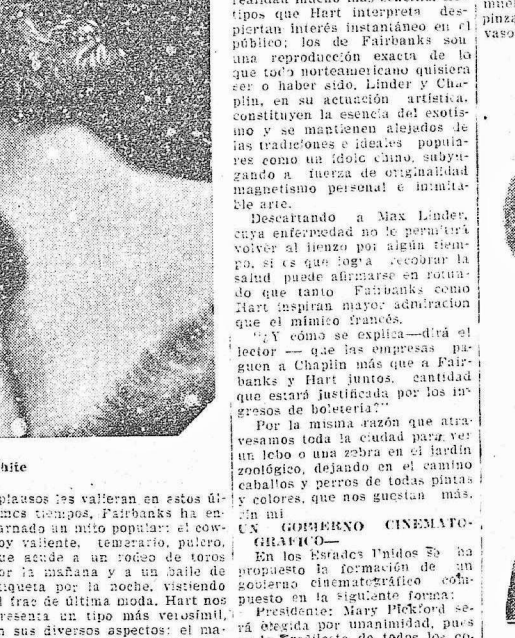 hite
plausos les valieran en estos úl-
mcs tiempos, Fairbanks ha en-
arnado un mito popular: el cow-
oy valiente, temerario, pulcro,
ue acude a un rodeo de toros
or la mañana y a un baile de
tiqueta por la noche, vistiendo
l frac de última moda. Hart nos
resenta un tipo más verosímil,
n sus diversos aspectos: el ma-
tipos que Hart interpreta des-
piertan interés instantáneo en el
público; los de Fairbanks son
una reproducción exacta de lo
que todo norteamericano quisiera
ser o haber sido. Linder y Cha-
plin, en su actuación artística,
constituyen la esencia del exotis-
mo y se mantienen alejados de
las tradiciones e ideales popula-
res como un ídolo chino, subyu-
gando a fuerza de originalidad
magnetismo personal e inimita-
ble arte.
Descartando a Max Linder,
cuya enfermedad no le permitirá
volver al lienzo por algún tiem-
po, si es que logra recobrar la
salud puede afirmarse en rotun-
do que tanto Fairbanks como
Hart inspiran mayor admiración
que el mímico francés.
"¿Y cómo se explica—dirá el
lector — que las empresas pa-
guen a Chaplin más que a Fair-
banks y Hart juntos, cantidad
que estará justificada por los in-
gresos de boletería?"
Por la misma razón que atra-
vesamos toda la ciudad para ver
un lobo o una zebra en el jardín
zoológico, dejando en el camino
caballos y perros de todas pintas
y colores, que nos gustan más.
mi
UN GOBIERNO CINEMATO-
GRAFICO—
En los Estados Unidos se ha
propuesto la formación de un
gobierno cinematográfico com-
puesto en la siguiente forma:
Presidente: Mary Pickford se-
rá elegida por unanimidad, pues
de todos los co-
pinza
vaso